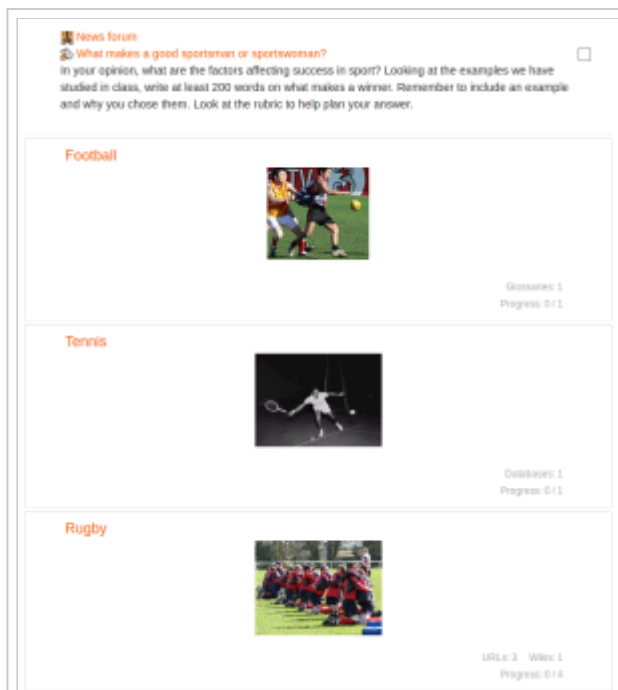 News forum
What makes a good sportsman or sportswoman?
In your opinion, what are the factors affecting success in sport? Looking at the examples we have
studied in class, write at least 200 words on what makes a winner. Remember to include an example
and why you chose them. Look at the rubric to help plan your answer.
Football
Glossaries: 1
Progress: 0 / 1
Tennis
Databases: 1
Progress: 0 / 1
Rugby
URLs: 3 Wikis: 1
Progress: 0 / 4